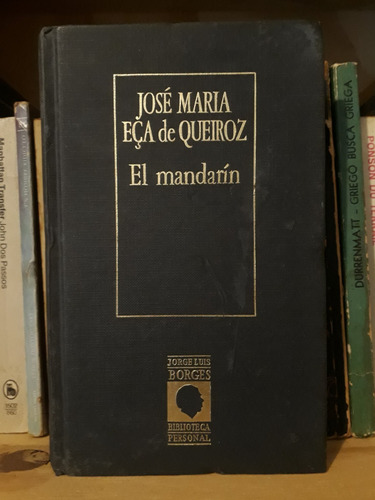 JOSÉ MARIA
EÇA de QUEIROZ
El mandarín
JORGE LUIS
BORGES
BIBLIOTECA
PERSONAL
Manhattan
Transfer John Dos Passos
DURRENMATT - GRIEGO BUSCA GRIEGA